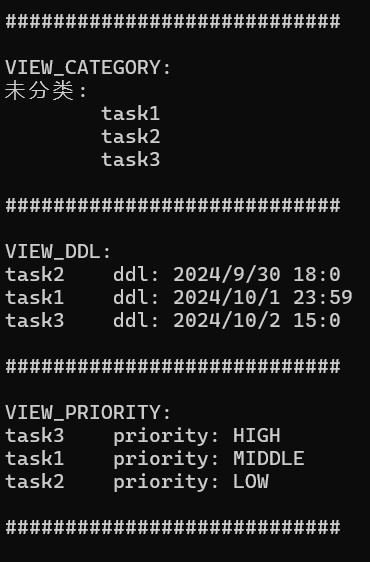 ############################
VIEW_CATEGORY:
未分类:
        task1
        task2
        task3
############################
VIEW_DDL:
task2    ddl: 2024/9/30 18:0
task1    ddl: 2024/10/1 23:59
task3    ddl: 2024/10/2 15:0
############################
VIEW_PRIORITY:
task3    priority: HIGH
task1    priority: MIDDLE
task2    priority: LOW
############################